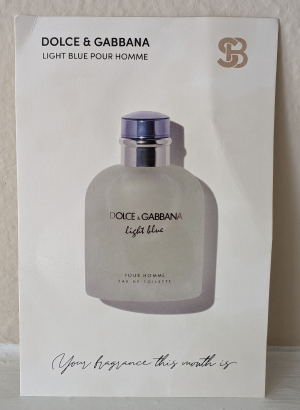 DOLCE & GABBANA
LIGHT BLUE POUR HOMME
SB
DOLCE & GABBANA
light blue
POUR HOMME
EAU DE TOILETTE
Your fragrance this month is